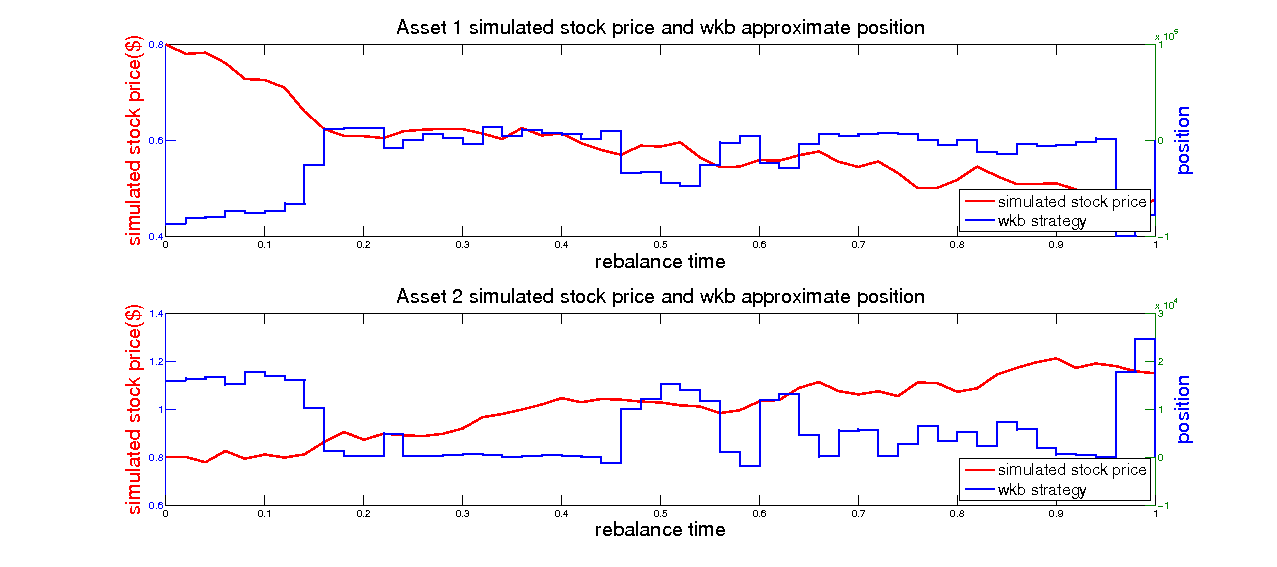 Asset 1 simulated stock price and wkb approximate position
x 10^5
simulated stock price($)
0.8
0.6
0.4
1
0
-1
position
simulated stock price
wkb strategy
0 0.1 0.2 0.3 0.4 0.5 0.6 0.7 0.8 0.9 1
rebalance time
Asset 2 simulated stock price and wkb approximate position
x 10^4
simulated stock price($)
1.4
1.2
1
0.8
0.6
3
2
1
0
-1
position
simulated stock price
wkb strategy
0 0.1 0.2 0.3 0.4 0.5 0.6 0.7 0.8 0.9 1
rebalance time